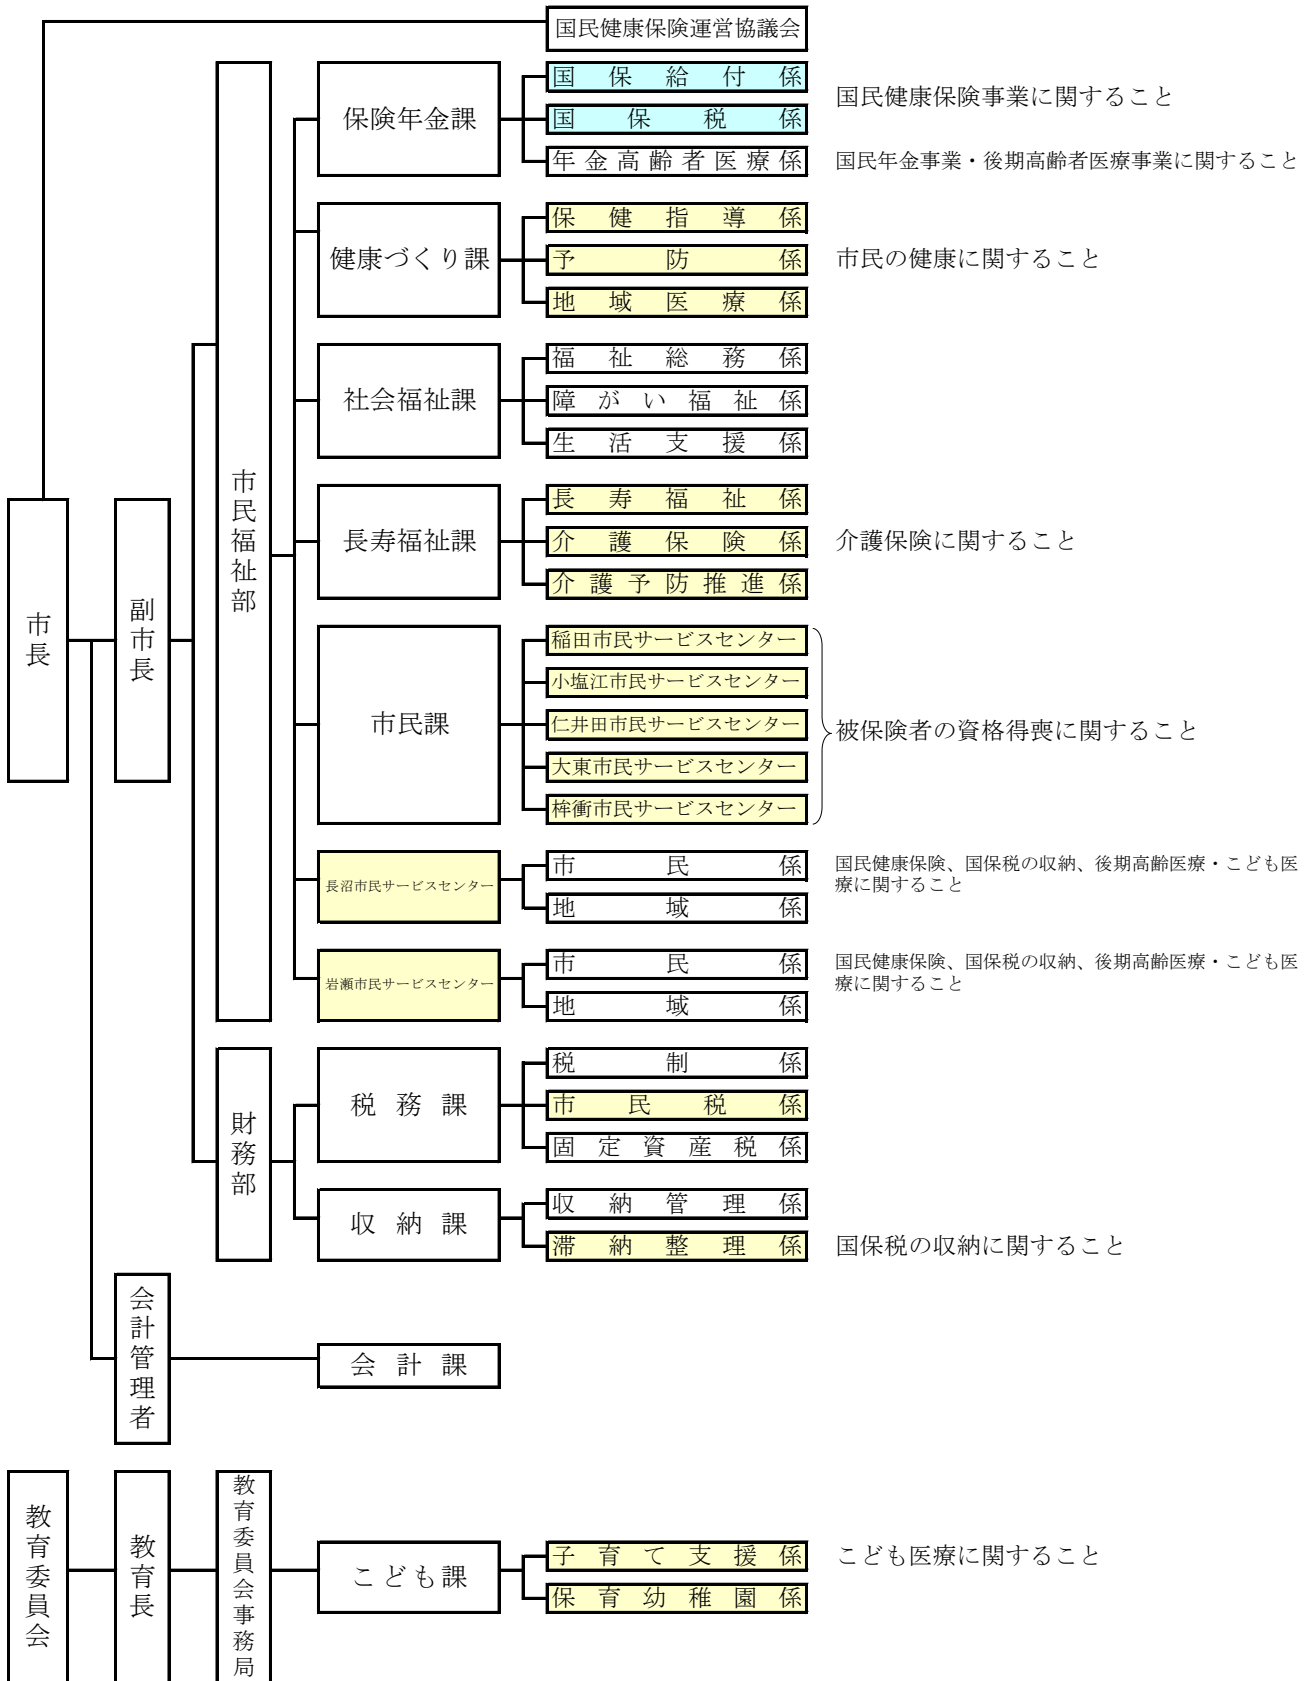 国民健康保険運営協議会
市長
副市長
市民福祉部
保険年金課
国保給付係
国保税係
国民健康保険事業に関すること
年金高齢者医療係
国民年金事業・後期高齢者医療事業に関すること
健康づくり課
保健指導係
予防係
市民の健康に関すること
地域医療係
社会福祉課
福祉総務係
障がい福祉係
生活支援係
長寿福祉課
長寿福祉係
介護保険係
介護保険に関すること
介護予防推進係
市民課
稲田市民サービスセンター
小塩江市民サービスセンター
仁井田市民サービスセンター
大東市民サービスセンター
桙衝市民サービスセンター
被保険者の資格得喪に関すること
長沼市民サービスセンター
市民係
地域係
国民健康保険、国保税の収納、後期高齢医療・こども医
療に関すること
岩瀬市民サービスセンター
市民係
地域係
国民健康保険、国保税の収納、後期高齢医療・こども医
療に関すること
財務部
税務課
税制係
市民税係
固定資産税係
収納課
収納管理係
滞納整理係
国保税の収納に関すること
会計管理者
会計課
教育委員会
教育長
教育委員会事務局
こども課
子育て支援係
こども医療に関すること
保育幼稚園係